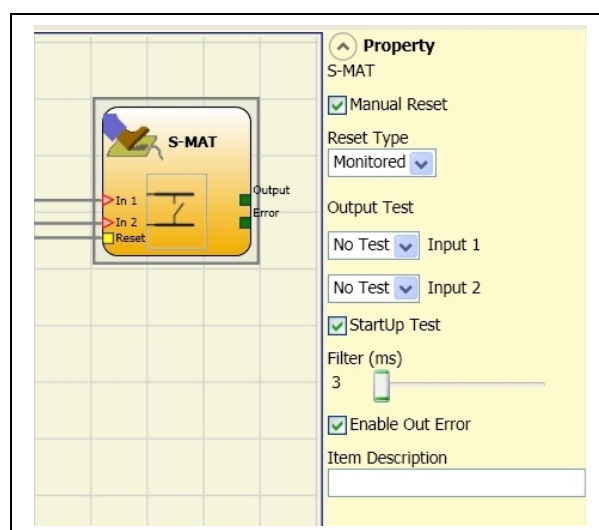 S-MAT
In 1
In 2
Reset
Output
Error
Property
S-MAT
Manual Reset
Reset Type
Monitored
Output Test
No Test Input 1
No Test Input 2
StartUp Test
Filter (ms)
3
Enable Out Error
Item Description